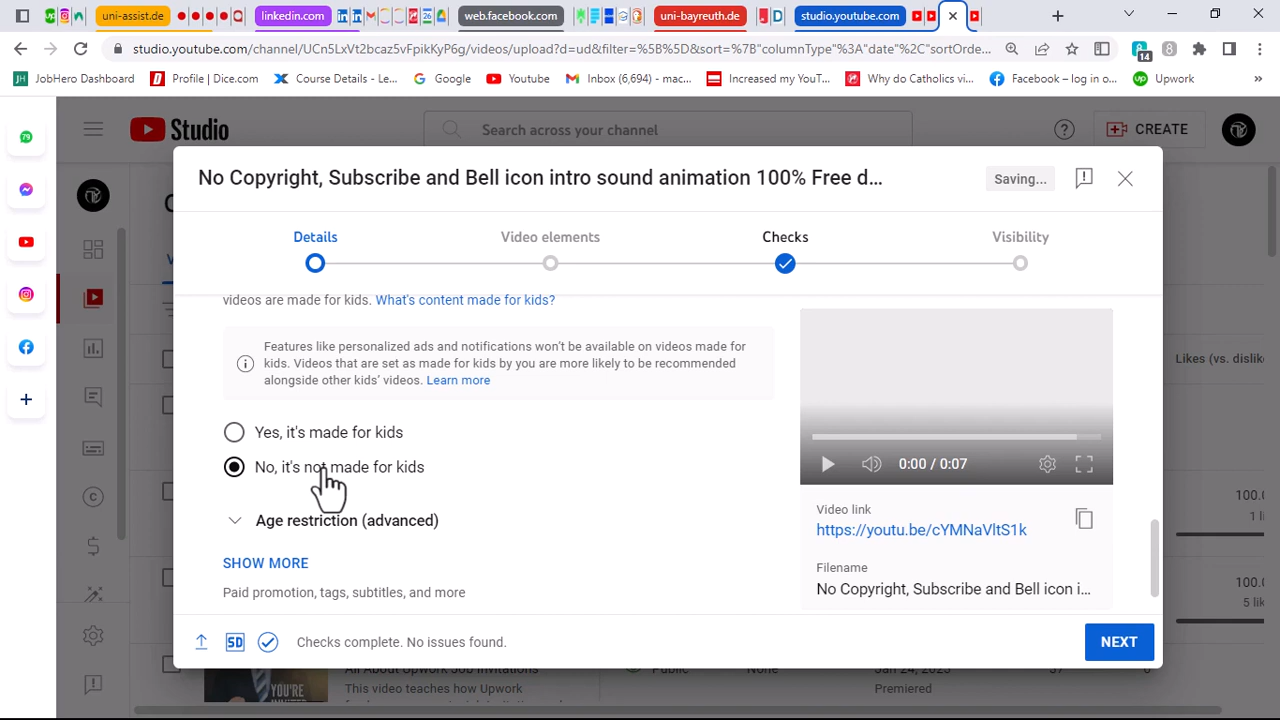 uni-assist.de
linkedin.com
26
web.facebook.com
uni-bayreuth.de
studio.youtube.com
studio.youtube.com/channel/UCn5LxVt2bcaz5vFpikKyP6g/videos/upload?d=ud&filter=%5B%5D&sort=%7B"columnType"%3A"date"%2C"sortOrde...
14
JobHero Dashboard
Profile | Dice.com
Course Details - Le...
Google
Youtube
Inbox (6,694) - mac...
Increased my YouT...
Why do Catholics vi...
Facebook – log in o...
Upwork
»
79
Studio
Search across your channel
CREATE
No Copyright, Subscribe and Bell icon intro sound animation 100% Free d...
Saving...
Details
Video elements
Checks
Visibility
videos are made for kids. What's content made for kids?
Features like personalized ads and notifications won't be available on videos made for
kids. Videos that are set as made for kids by you are more likely to be recommended
alongside other kids' videos. Learn more
Likes (vs. dislik
Yes, it's made for kids
No, it's not made for kids
0:00 / 0:07
100.0
1 li
Age restriction (advanced)
Video link
https://youtu.be/cYMNaVltS1k
SHOW MORE
Filename
100.0
Paid promotion, tags, subtitles, and more
No Copyright, Subscribe and Bell icon i...
5 lik
SD
Checks complete. No issues found.
NEXT
All About Upwork Job Invitations
Public
None
Jan 24, 2023
37
This video teaches how Upwork
YOU'RE
Premiered